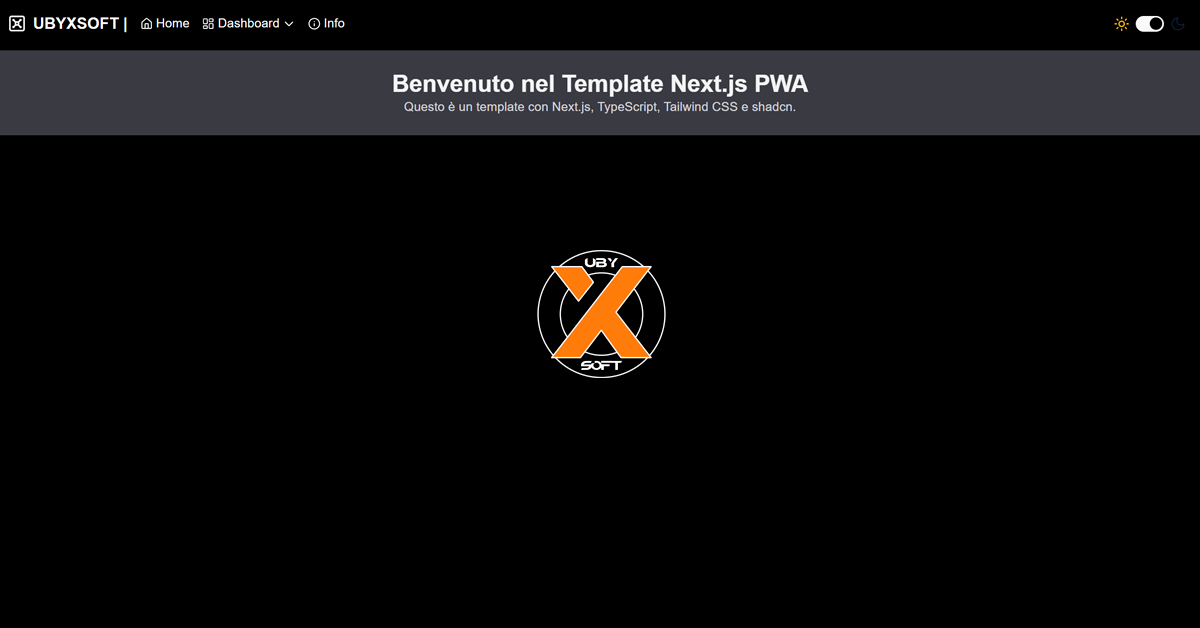 UBYXSOFT | Home Dashboard Info
Benvenuto nel Template Next.js PWA
Questo è un template con Next.js, TypeScript, Tailwind CSS e shadcn.
UBY
X
SOFT